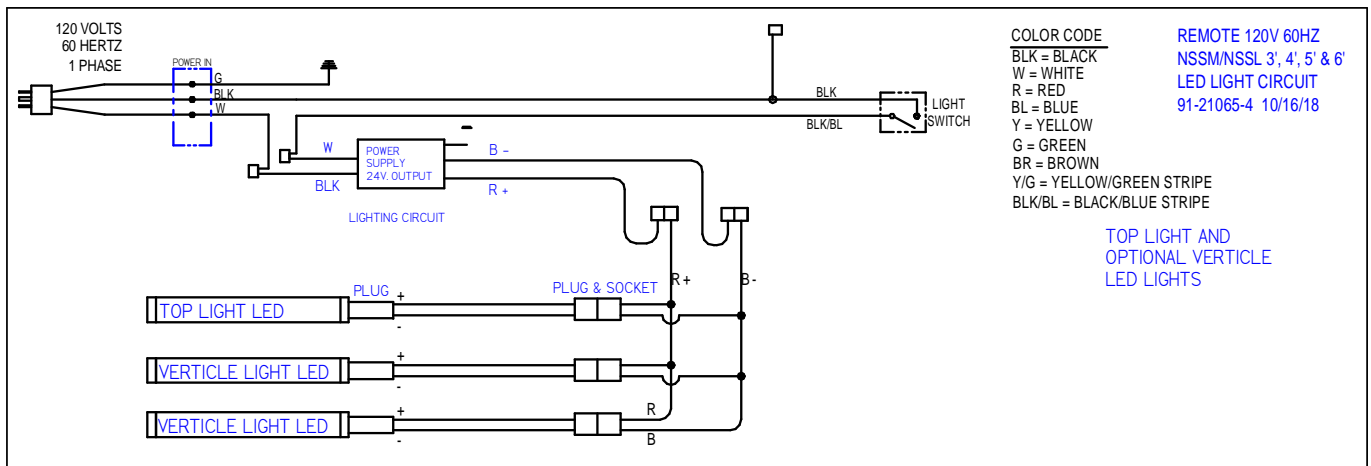 120 VOLTS
60 HERTZ
1 PHASE
POWER IN
G
BLK
W
BLK
BLK/BL
LIGHT
SWITCH
W
BLK
POWER
SUPPLY
24V. OUTPUT
B -
R +
LIGHTING CIRCUIT
R+
B-
PLUG
+
-
PLUG & SOCKET
TOP LIGHT LED
+
-
VERTICLE LIGHT LED
+
-
VERTICLE LIGHT LED
R
B
COLOR CODE
BLK = BLACK
W = WHITE
R = RED
BL = BLUE
Y = YELLOW
G = GREEN
BR = BROWN
Y/G = YELLOW/GREEN STRIPE
BLK/BL = BLACK/BLUE STRIPE
REMOTE 120V 60HZ
NSSM/NSSL 3', 4', 5' & 6'
LED LIGHT CIRCUIT
91-21065-4 10/16/18
TOP LIGHT AND
OPTIONAL VERTICLE
LED LIGHTS